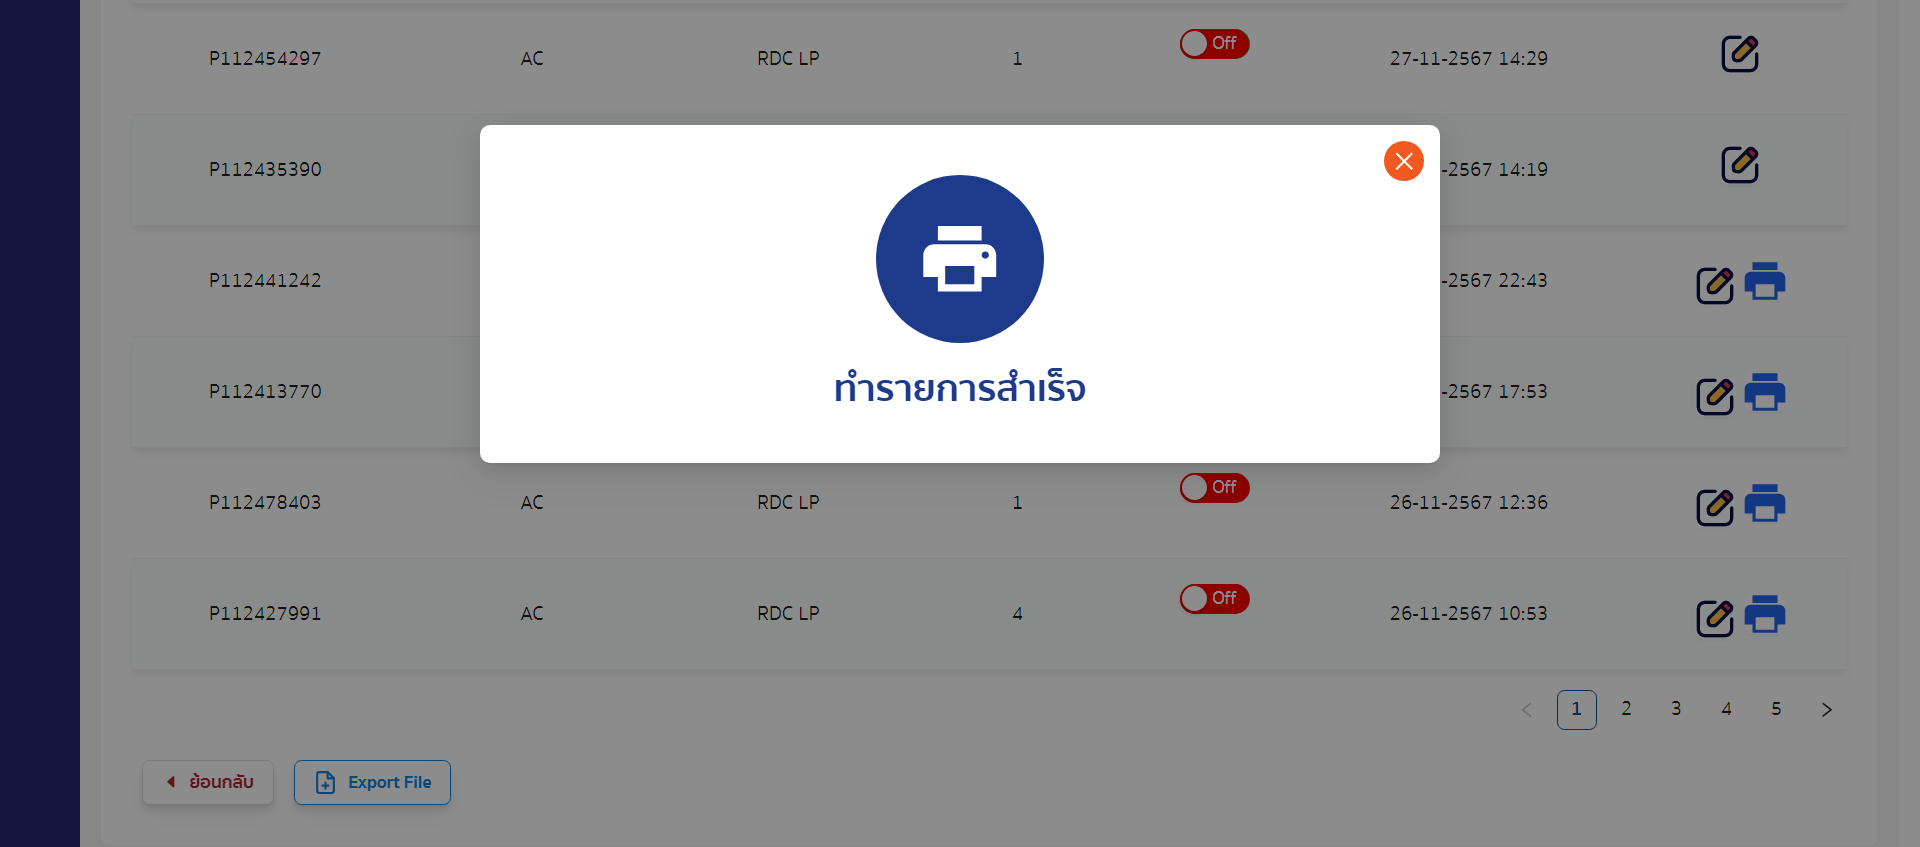 P112454297 AC RDC LP 1 Off 27-11-2567 14:29
P112435390 -2567 14:19
P112441242 -2567 22:43
ทำรายการสำเร็จ
P112413770 -2567 17:53
P112478403 AC RDC LP 1 Off 26-11-2567 12:36
P112427991 AC RDC LP 4 Off 26-11-2567 10:53
1 2 3 4 5
ย้อนกลับ Export File